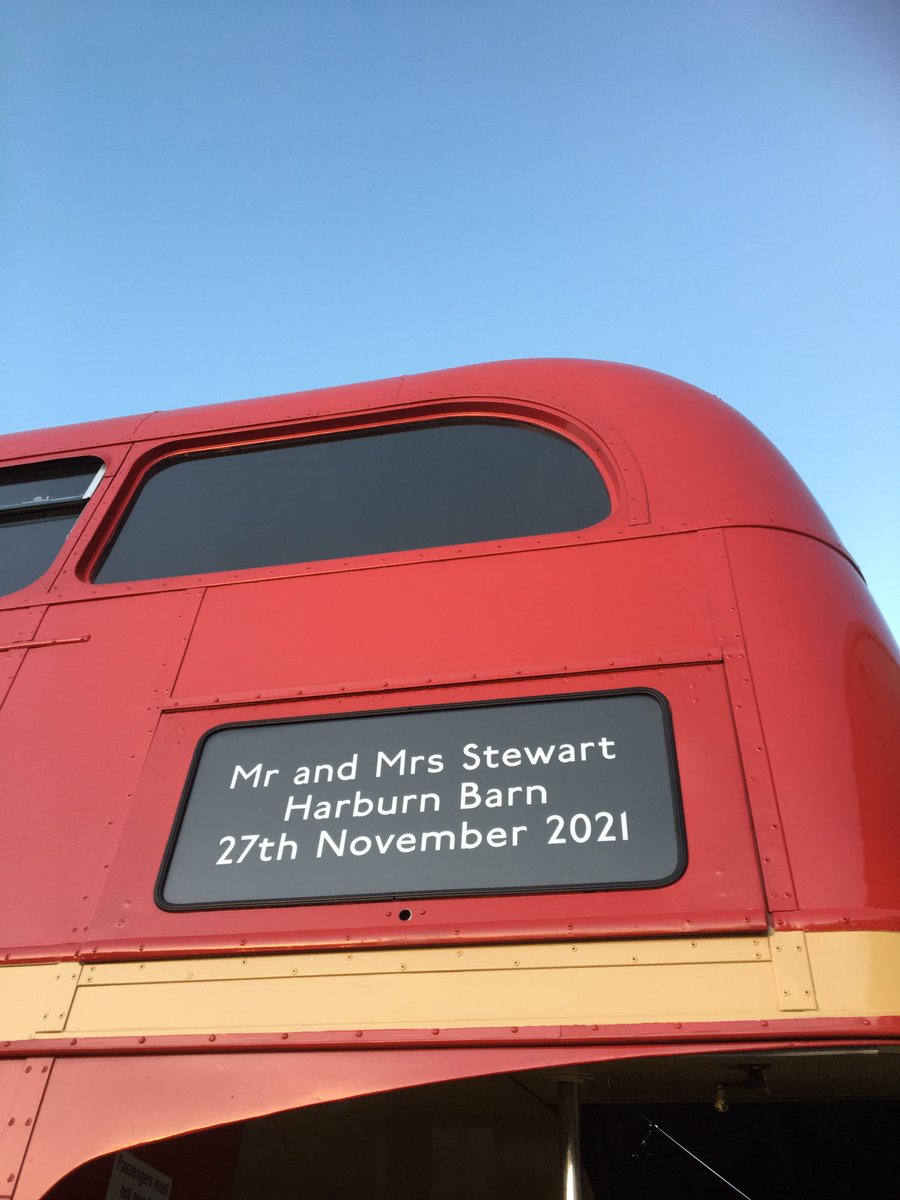 Mr and Mrs Stewart
Harburn Barn
27th November 2021
Passengers must